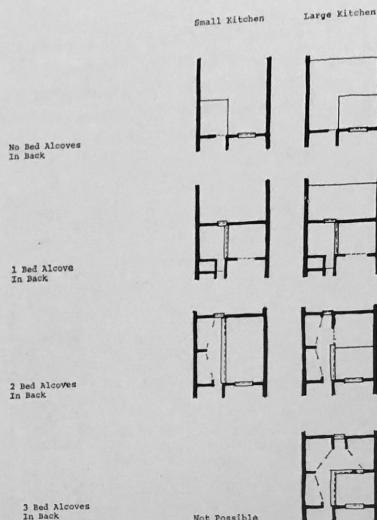 Small Kitchen
Large Kitchen
No Bed Alcoves
In Back
1 Bed Alcove
In Back
2 Bed Alcoves
In Back
3 Bed Alcoves
In Back
Not Possible